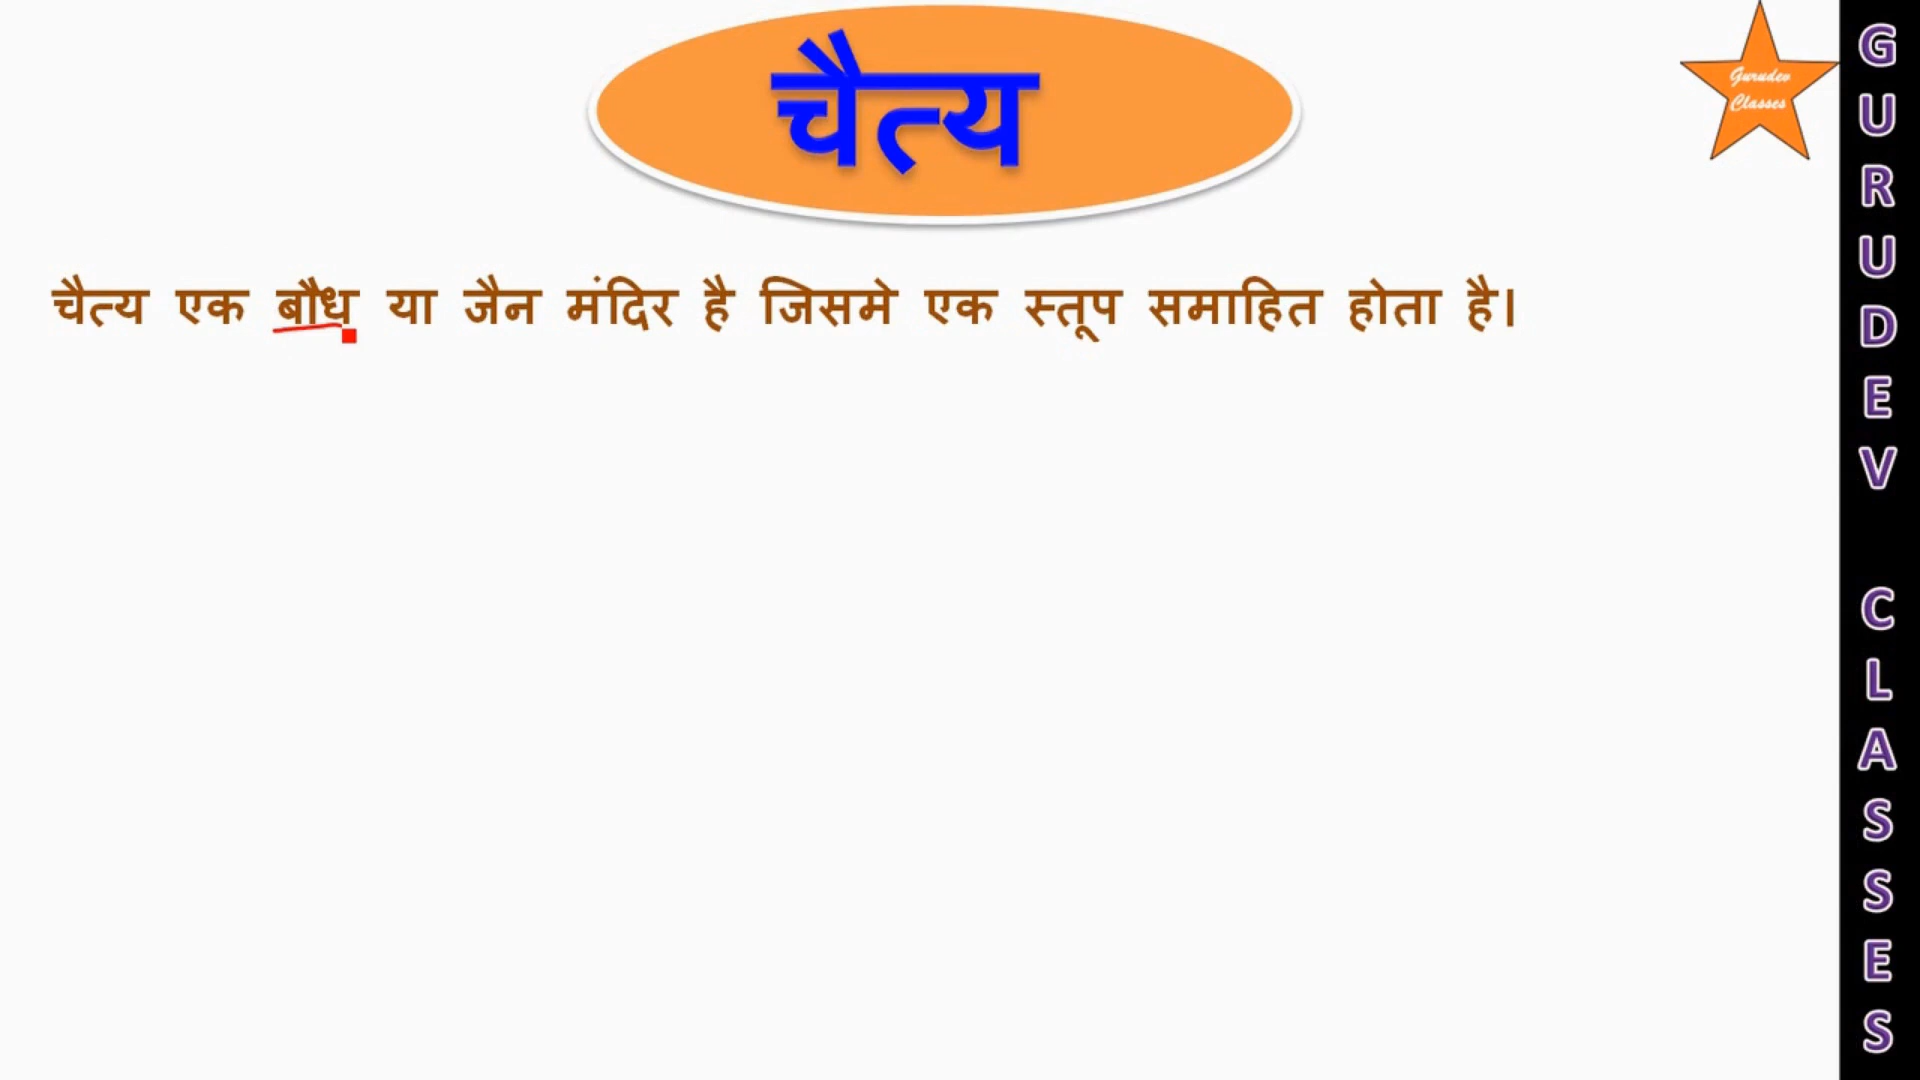 चैत्य
Gurudev
Classes
चैत्य एक बौध या जैन मंदिर है जिसमे एक स्तूप समाहित होता है।
GURUDEV CLASSES